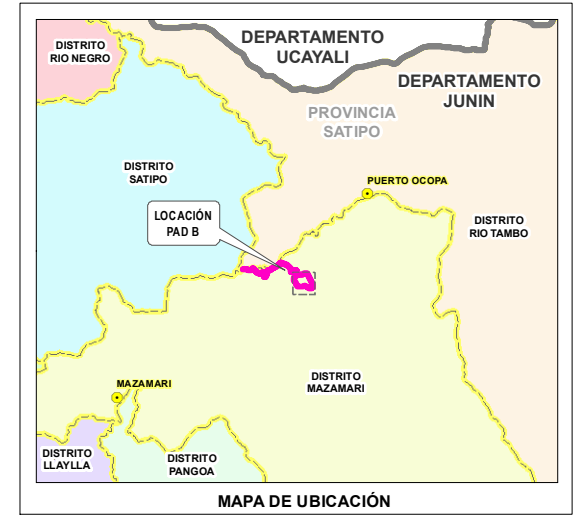 DISTRITO
RIO NEGRO
DEPARTAMENTO
UCAYALI
DEPARTAMENTO
JUNIN
PROVINCIA
SATIPO
DISTRITO
SATIPO
PUERTO OCOPA
LOCACIÓN
PAD B
DISTRITO
RIO TAMBO
DISTRITO
MAZAMARI
MAZAMARI
DISTRITO
LLAYLLA
DISTRITO
PANGOA
MAPA DE UBICACIÓN